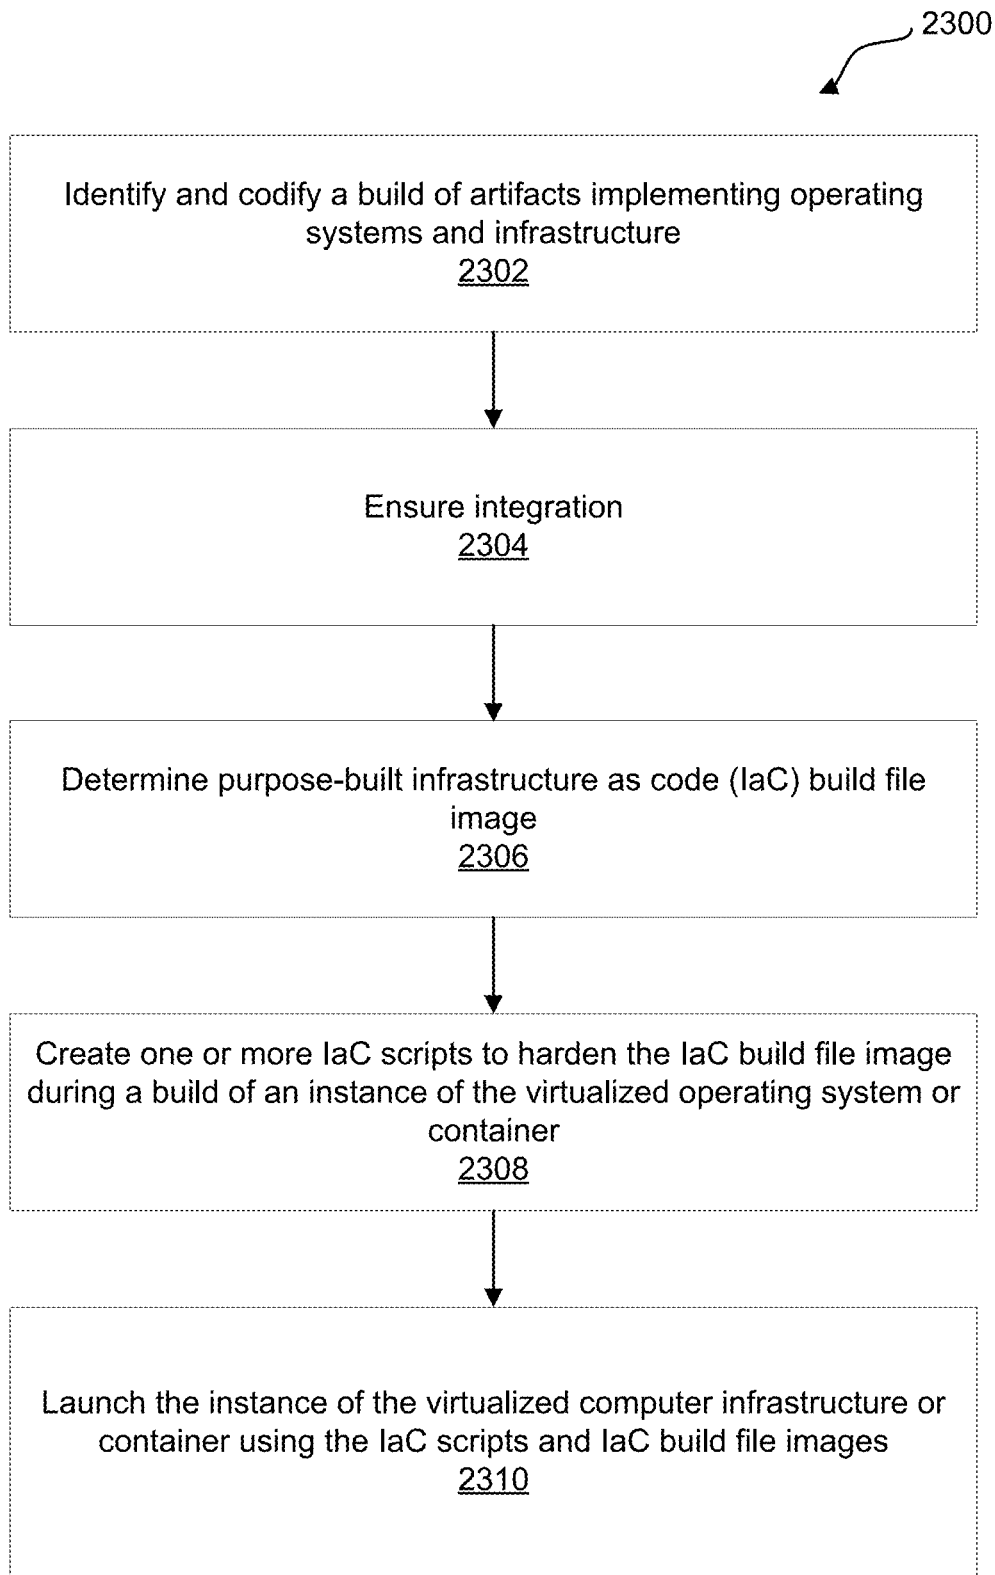 2300
Identify and codify a build of artifacts implementing operating
systems and infrastructure
2302
Ensure integration
2304
Determine purpose-built infrastructure as code (IaC) build file
image
2306
Create one or more IaC scripts to harden the IaC build file image
during a build of an instance of the virtualized operating system or
container
2308
Launch the instance of the virtualized computer infrastructure or
container using the IaC scripts and IaC build file images
2310